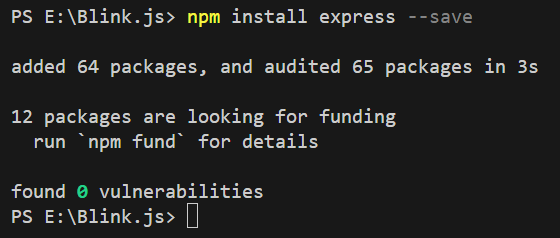 PS E:\Blink.js> npm install express --save
added 64 packages, and audited 65 packages in 3s
12 packages are looking for funding
  run `npm fund` for details
found 0 vulnerabilities
PS E:\Blink.js>